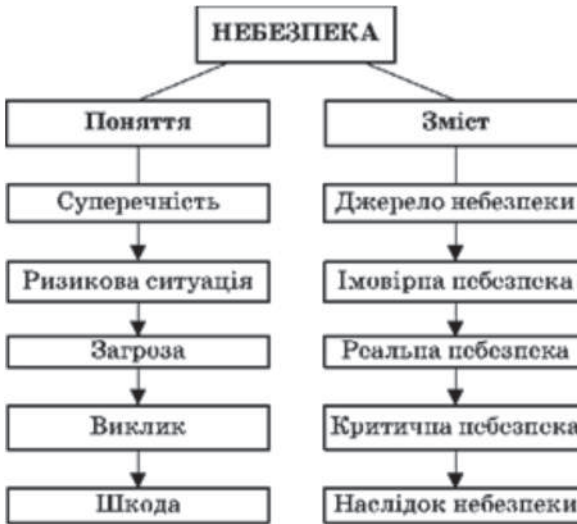 НЕБЕЗПЕКА
Поняття
Зміст
Суперечність
Джерело небезпеки
Ризикова ситуація
Імовірна небезпека
Загроза
Реальна небезпека
Виклик
Критична небезпека
Шкода
Наслідок небезпеки